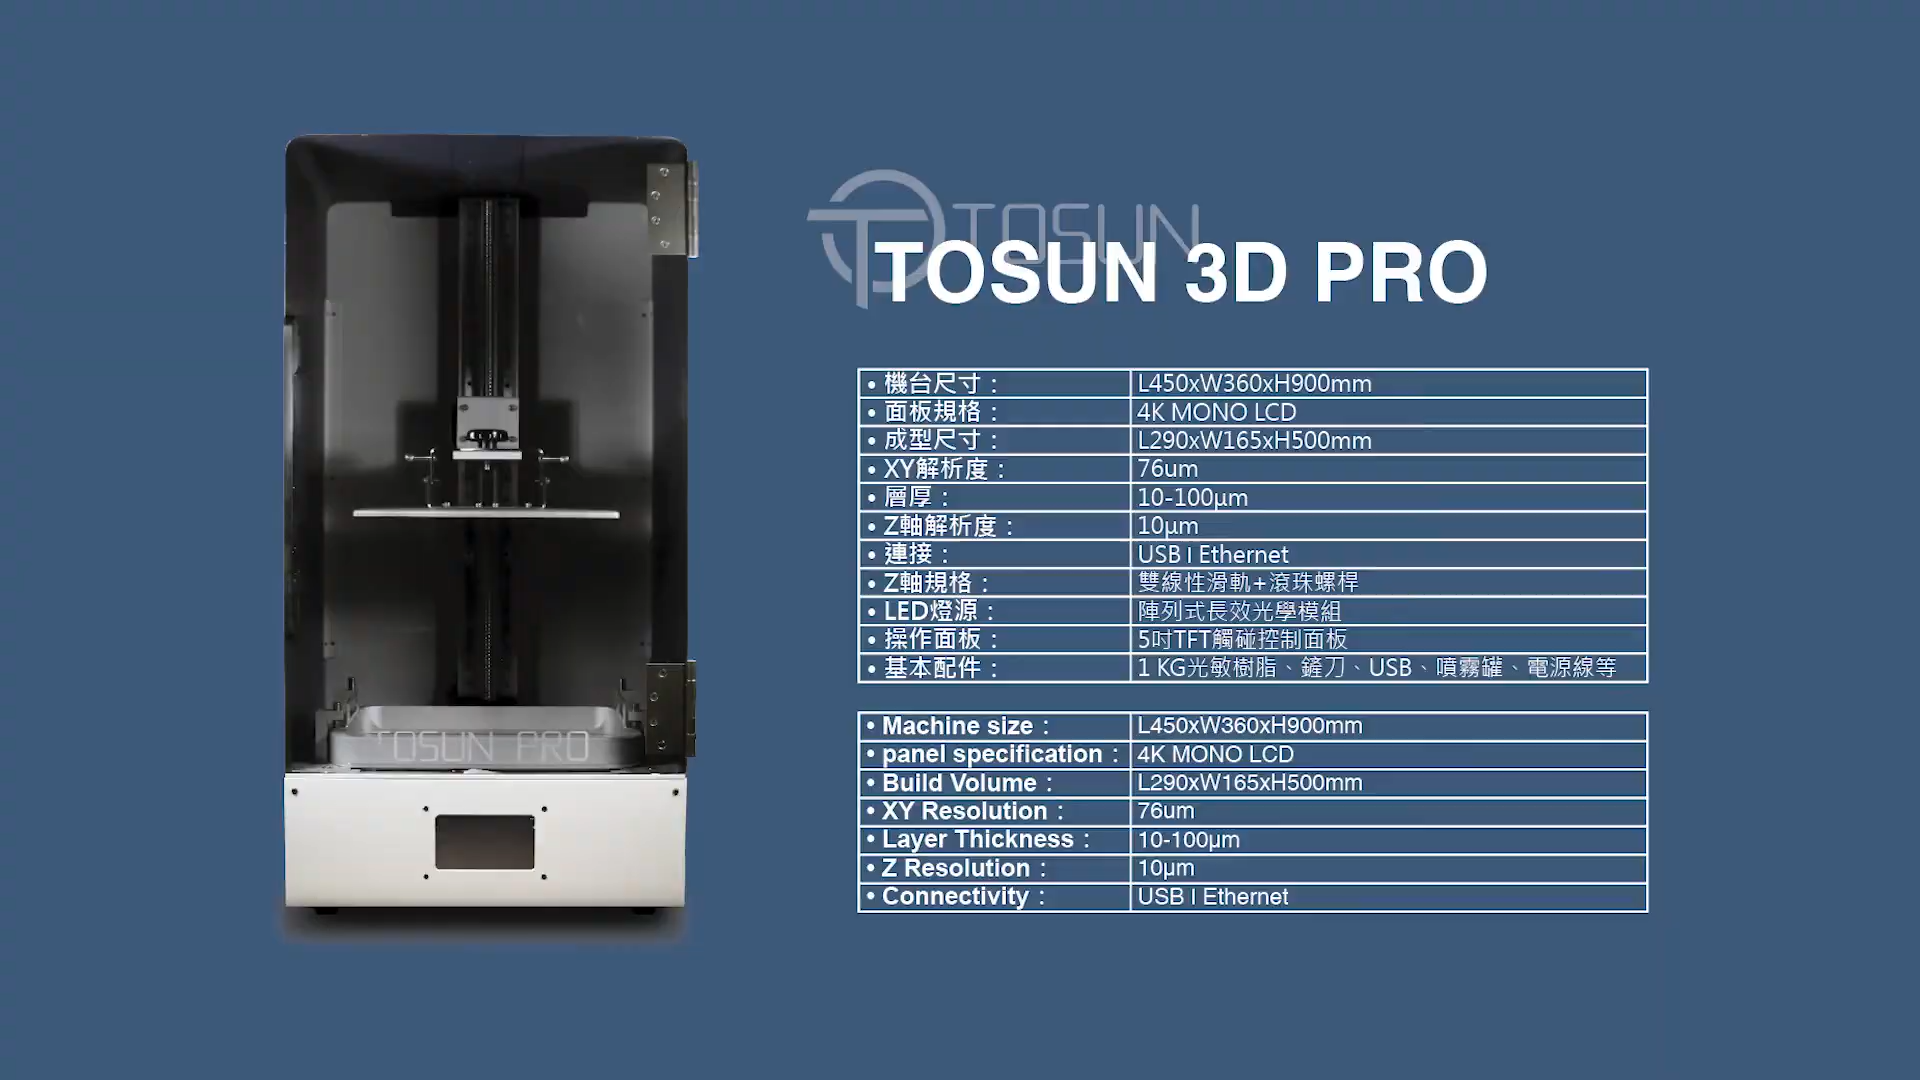 TOSUN
TOSUN 3D PRO
• 機台尺寸： L450xW360xH900mm
• 面板規格： 4K MONO LCD
• 成型尺寸： L290xW165xH500mm
• XY解析度： 76um
• 層厚： 10-100μm
• Z軸解析度： 10μm
• 連接： USB I Ethernet
• Z軸規格： 雙線性滑軌+滾珠螺桿
• LED燈源： 陣列式長效光學模組
• 操作面板： 5吋TFT觸碰控制面板
• 基本配件： 1 KG光敏樹脂、鏟刀、USB、噴霧罐、電源線等
• Machine size： L450xW360xH900mm
• panel specification： 4K MONO LCD
• Build Volume： L290xW165xH500mm
• XY Resolution： 76um
• Layer Thickness： 10-100μm
• Z Resolution： 10μm
• Connectivity： USB I Ethernet
TOSUN PRO